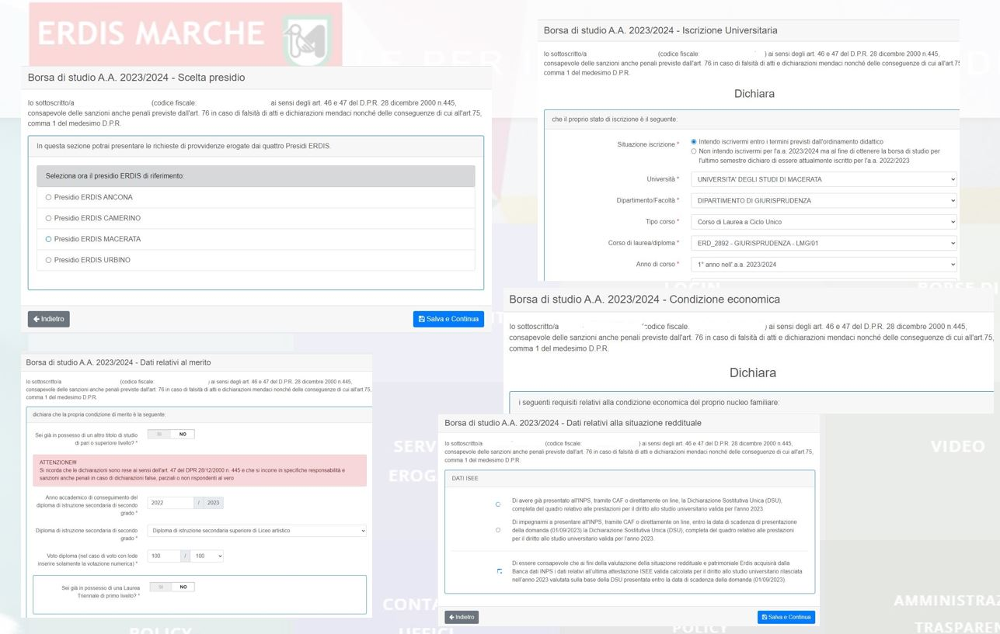 ERDIS MARCHE
Borsa di studio A.A. 2023/2024 - Scelta presidio
Io sottoscritto/a (codice fiscale: ai sensi degli art. 46 e 47 del D.P.R. 28 dicembre 2000 n.445,
consapevole delle sanzioni anche penali previste dall'art. 76 in caso di falsità di atti e dichiarazioni mendaci nonché delle conseguenze di cui all'art.75,
comma 1 del medesimo D.P.R.
In questa sezione potrai presentare le richieste di provvidenze erogate dai quattro Presidi ERDIS.
Seleziona ora il presidio ERDIS di riferimento:
Presidio ERDIS ANCONA
Presidio ERDIS CAMERINO
Presidio ERDIS MACERATA
Presidio ERDIS URBINO
Indietro
Salva e Continua
Borsa di studio A.A. 2023/2024 - Iscrizione Universitaria
Io sottoscritto/a (codice fiscale: ) ai sensi degli art. 46 e 47 del D.P.R. 28 dicembre 2000 n.445,
consapevole delle sanzioni anche penali previste dall'art. 76 in caso di falsità di atti e dichiarazioni mendaci nonché delle conseguenze di cui all'art.75
comma 1 del medesimo D.P.R.
Dichiara
che il proprio stato di iscrizione è il seguente:
Situazione iscrizione *
Intendo iscrivermi entro i termini previsti dall'ordinamento didattico
Non intendo iscrivermi per l'a.a. 2023/2024 ma al fine di ottenere la borsa di studio per
l'ultimo semestre dichiaro di essere attualmente iscritto per l'a.a. 2022/2023
Università * UNIVERSITA' DEGLI STUDI DI MACERATA
Dipartimento/Facoltà * DIPARTIMENTO DI GIURISPRUDENZA
Tipo corso * Corso di Laurea a Ciclo Unico
Corso di laurea/diploma * ERD_2892 - GIURISPRUDENZA - LMG/01
Anno di corso * 1° anno nell' a.a. 2023/2024
Borsa di studio A.A. 2023/2024 - Condizione economica
Io sottoscritto/a codice fiscale. ) ai sensi degli art. 46 e 47 del D.P.R. 28 dicembre 2000 n.445,
consapevole delle sanzioni anche penali previste dall'art. 76 in caso di falsità di atti e dichiarazioni mendaci nonché delle conseguenze di cui all'art.75,
comma 1 del medesimo D.P.R.
Dichiara
i seguenti requisiti relativi alla condizione economica del proprio nucleo familiare:
Borsa di studio A.A. 2023/2024 - Dati relativi al merito
Io sottoscritto/a (codice fiscale: ) ai sensi degli art. 46 e 47 del D.P.R. 28 dicembre 2000 n.445,
consapevole delle sanzioni anche penali previste dall'art. 76 in caso di falsità di atti e dichiarazioni mendaci nonché delle conseguenze di cui all'art.75,
comma 1 del medesimo D.P.R.
dichiara che la propria condizione di merito è la seguente:
Sei già in possesso di un altro titolo di studio
di pari o superiore livello? *
SI NO
ATTENZIONE!!!
Si ricorda che le dichiarazioni sono rese ai sensi dell'art. 47 del DPR 28/12/2000 n. 445 e che si incorre in specifiche responsabilità e
sanzioni anche penali in caso di dichiarazioni false, parziali o non rispondenti al vero
Anno accademico di conseguimento del
diploma di istruzione secondaria di secondo
grado *
2022 / 2023
Diploma di istruzione secondaria di secondo
grado *
Diploma di istruzione secondaria superiore di Liceo artistico
Voto diploma (nel caso di voto con lode
inserire solamente la votazione numerica) *
100 / 100
Sei già in possesso di una Laurea
Triennale di primo livello? *
SI NO
Borsa di studio A.A. 2023/2024 - Dati relativi alla situazione reddituale
Io sottoscritto/a (codice fiscale: ) ai sensi degli art. 46 e 47 del D.P.R. 28 dicembre 2000 n.445,
consapevole delle sanzioni anche penali previste dall'art. 76 in caso di falsità di atti e dichiarazioni mendaci nonché delle conseguenze di cui all'art.75,
comma 1 del medesimo D.P.R.
DATI ISEE
Di avere già presentato all'INPS, tramite CAF o direttamente on line, la Dichiarazione Sostitutiva Unica (DSU),
completa del quadro relativo alle prestazioni per il diritto allo studio universitario valida per l'anno 2023
Di impegnarmi a presentare all'INPS, tramite CAF o direttamente on line, entro la data di scadenza di presentazione
della domanda (01/09/2023) la Dichiarazione Sostitutiva Unica (DSU), completa del quadro relativo alle prestazioni
per il diritto allo studio universitario valida per l'anno 2023.
Di essere consapevole che ai fini della valutazione della situazione reddituale e patrimoniale Erdis acquisirà dalla
Banca dati INPS i dati relativi all'ultima attestazione ISEE valida calcolata per il diritto allo studio universitario rilasciata
nell'anno 2023 valutata sulla base della DSU presentata entro la data di scadenza della domanda (01/09/2023).
Indietro
Salva e Continua
LOGIN
BORSE DI
SERV
EROG
VIDEO
CONTA
UFFICI
POLICY
POLICY
AMMINISTRAZ
TRASPAREN